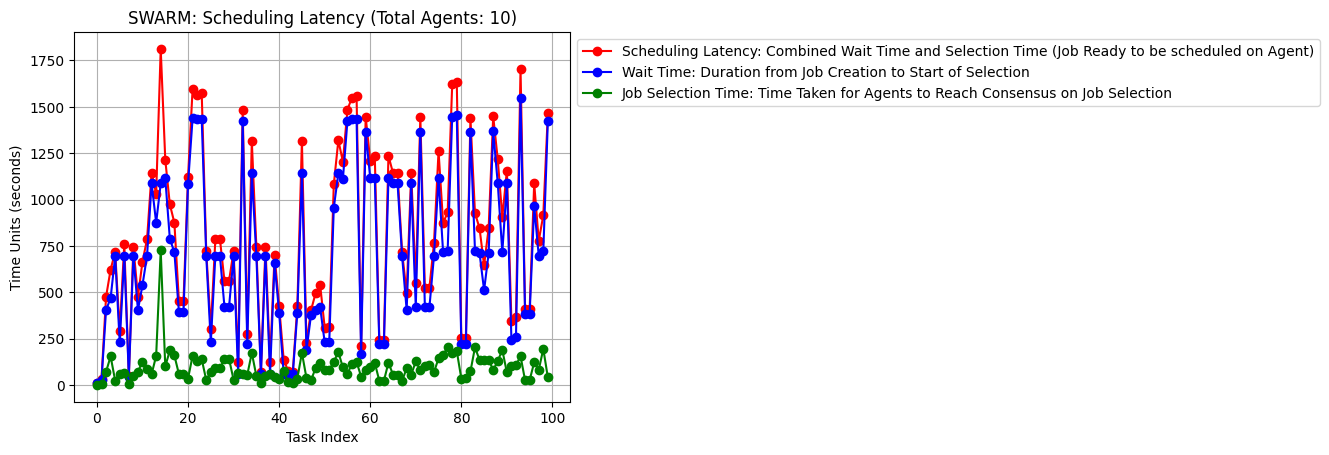 SWARM: Scheduling Latency (Total Agents: 10)
Scheduling Latency: Combined Wait Time and Selection Time (Job Ready to be scheduled on Agent)
Wait Time: Duration from Job Creation to Start of Selection
Job Selection Time: Time Taken for Agents to Reach Consensus on Job Selection
Time Units (seconds)
1750
1500
1250
1000
750
500
250
0
0 20 40 60 80 100
Task Index